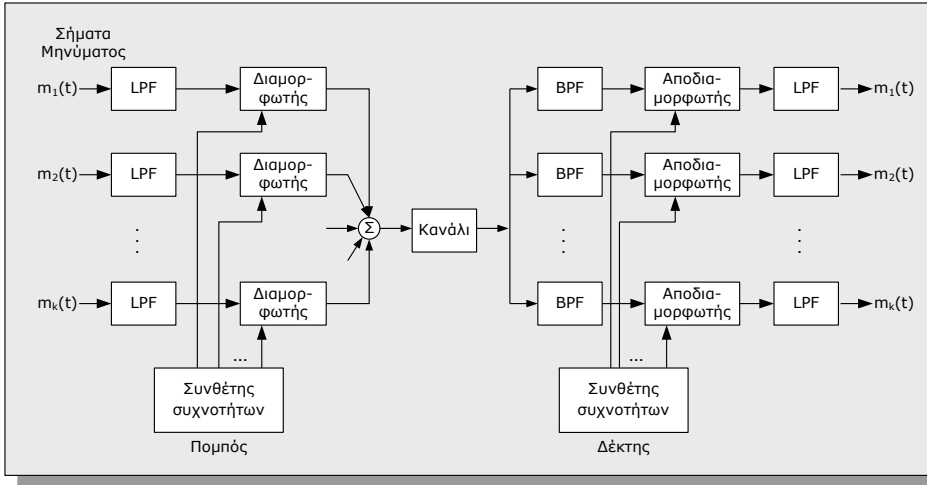 Σήματα
Μηνύματος
m1(t)
LPF
Διαμορ-
φωτής
BPF
Αποδια-
μορφωτής
LPF
m1(t)
m2(t)
LPF
Διαμορ-
φωτής
BPF
Αποδια-
μορφωτής
LPF
m2(t)
Σ
Κανάλι
mk(t)
LPF
Διαμορ-
φωτής
BPF
Αποδια-
μορφωτής
LPF
mk(t)
...
...
Συνθέτης
συχνοτήτων
Συνθέτης
συχνοτήτων
Πομπός
Δέκτης